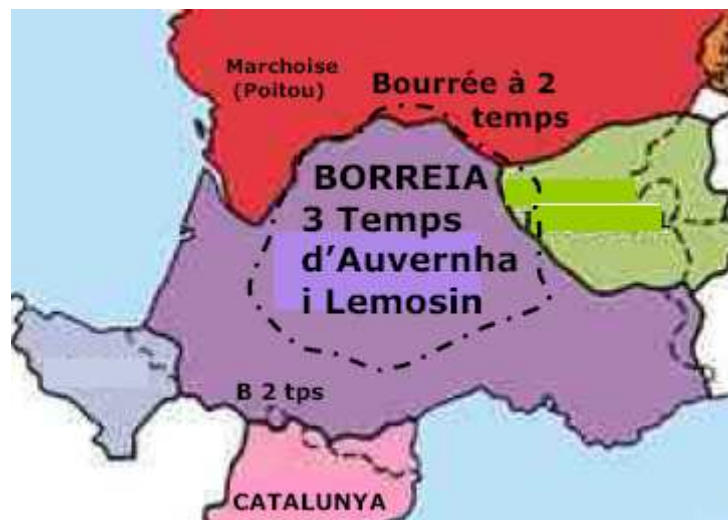 Marchoise
(Poitou)
Bourrée à 2
temps
BORREIA
3 Temps
d'Auvernha
i Lemosin
B 2 tps
CATALUNYA